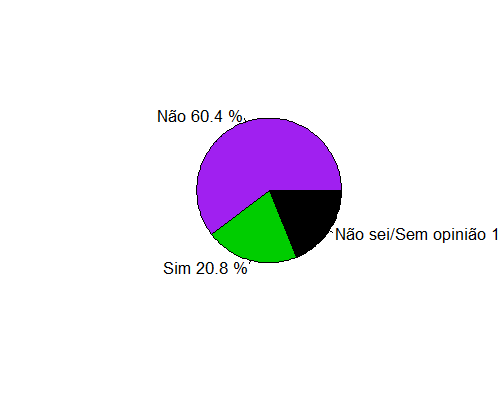 Não 60.4 %
Não sei/Sem opinião 1
Sim 20.8 %